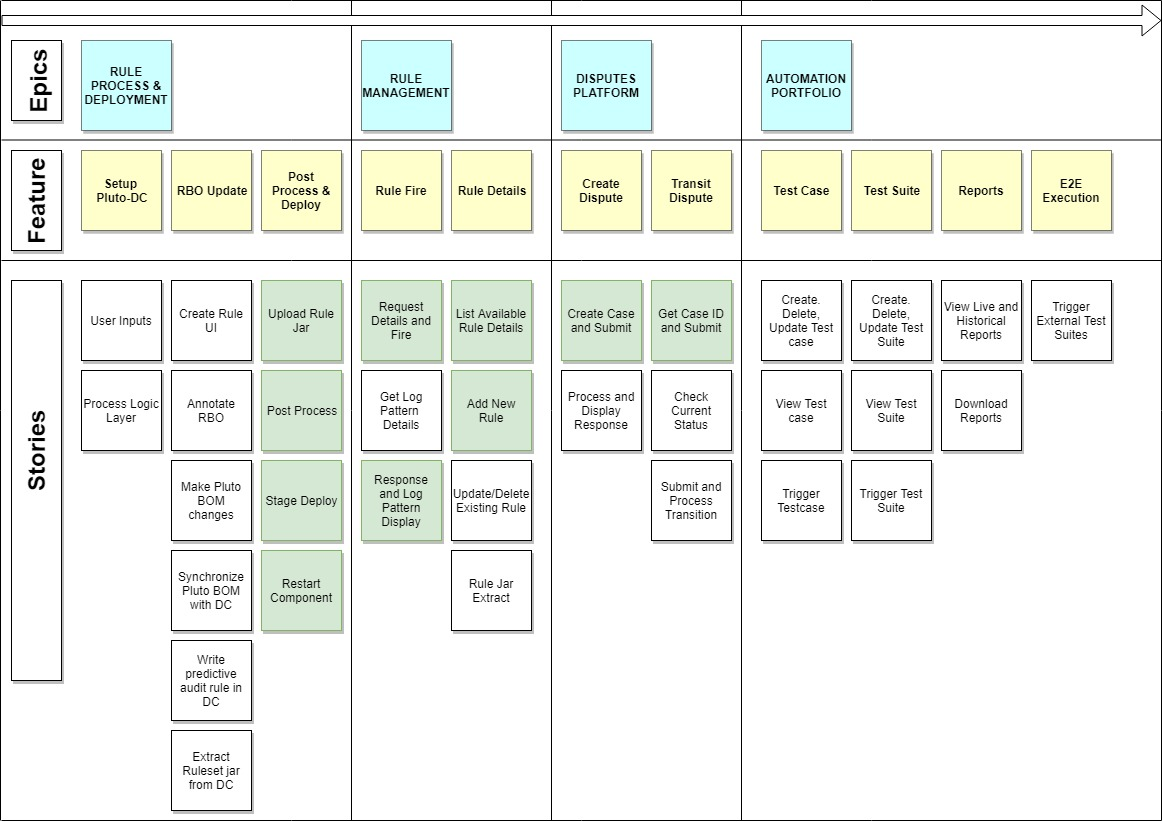 Epics
RULE
PROCESS &
DEPLOYMENT
RULE
MANAGEMENT
DISPUTES
PLATFORM
AUTOMATION
PORTFOLIO
Feature
Setup
Pluto-DC
RBO Update
Post
Process &
Deploy
Rule Fire
Rule Details
Create
Dispute
Transit
Dispute
Test Case
Test Suite
Reports
E2E
Execution
Stories
User Inputs
Create Rule
UI
Upload Rule
Jar
Request
Details and
Fire
List Available
Rule Details
Create Case
and Submit
Get Case ID
and Submit
Create.
Delete,
Update Test
case
Create.
Delete,
Update Test
Suite
View Live and
Historical
Reports
Trigger
External Test
Suites
Process Logic
Layer
Annotate
RBO
Post Process
Get Log
Pattern
Details
Add New
Rule
Process and
Display
Response
Check
Current
Status
View Test
case
View Test
Suite
Download
Reports
Make Pluto
BOM
changes
Stage Deploy
Response
and Log
Pattern
Display
Update/Delete
Existing Rule
Submit and
Process
Transition
Trigger
Testcase
Trigger Test
Suite
Synchronize
Pluto BOM
with DC
Restart
Component
Rule Jar
Extract
Write
predictive
audit rule in
DC
Extract
Ruleset jar
from DC